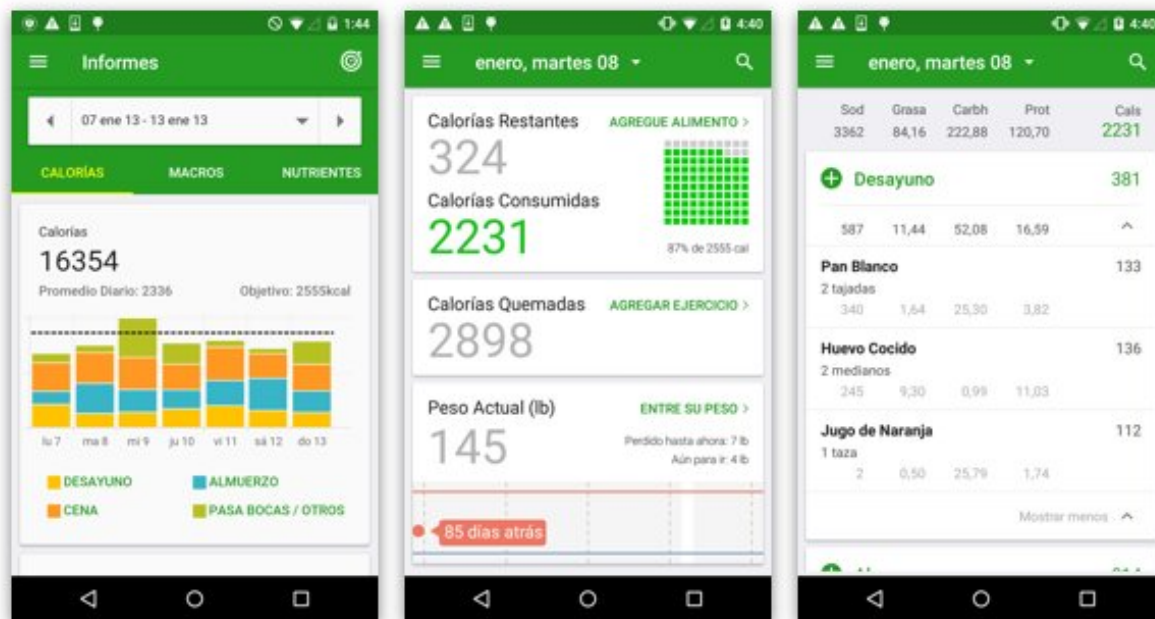 1:44
Informes
07 ene 13 - 13 ene 13
CALORÍAS MACROS NUTRIENTES
Calorías
16354
Promedio Diario: 2336 Objetivo: 2555kcal
lu 7 ma 8 mi 9 ju 10 vi 11 sá 12 do 13
DESAYUNO ALMUERZO
CENA PASA BOCAS / OTROS
4:40
enero, martes 08
Calorías Restantes AGREGUE ALIMENTO >
324
Calorías Consumidas
2231
87% de 2555 cal
Calorías Quemadas AGREGAR EJERCICIO >
2898
Peso Actual (lb) ENTRE SU PESO >
145
Perdido hasta ahora: 7 lb
Aún para ir: 4 lb
85 días atrás
4:40
enero, martes 08
Sod Grasa Carbh Prot Cals
3362 84,16 222,88 120,70 2231
Desayuno 381
587 11,44 52,08 16,59
Pan Blanco 133
2 tajadas
340 1,64 25,30 3,82
Huevo Cocido 136
2 medianos
245 9,30 0,99 11,03
Jugo de Naranja 112
1 taza
2 0,50 25,79 1,74
Mostrar menos